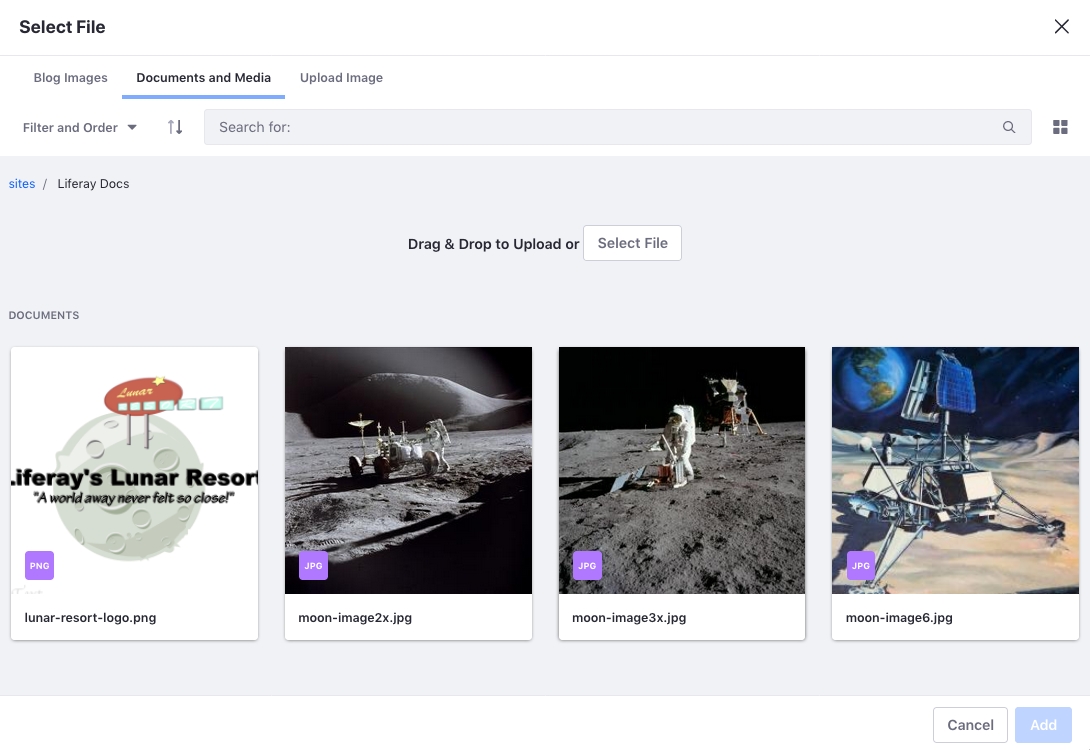 Select File
Blog Images Documents and Media Upload Image
Filter and Order Search for:
sites / Liferay Docs
Drag & Drop to Upload or Select File
DOCUMENTS
Lunar
Liferay's Lunar Resort
"A world away never felt so close!"
PNG JPG JPG JPG
lunar-resort-logo.png moon-image2x.jpg moon-image3x.jpg moon-image6.jpg
Cancel Add